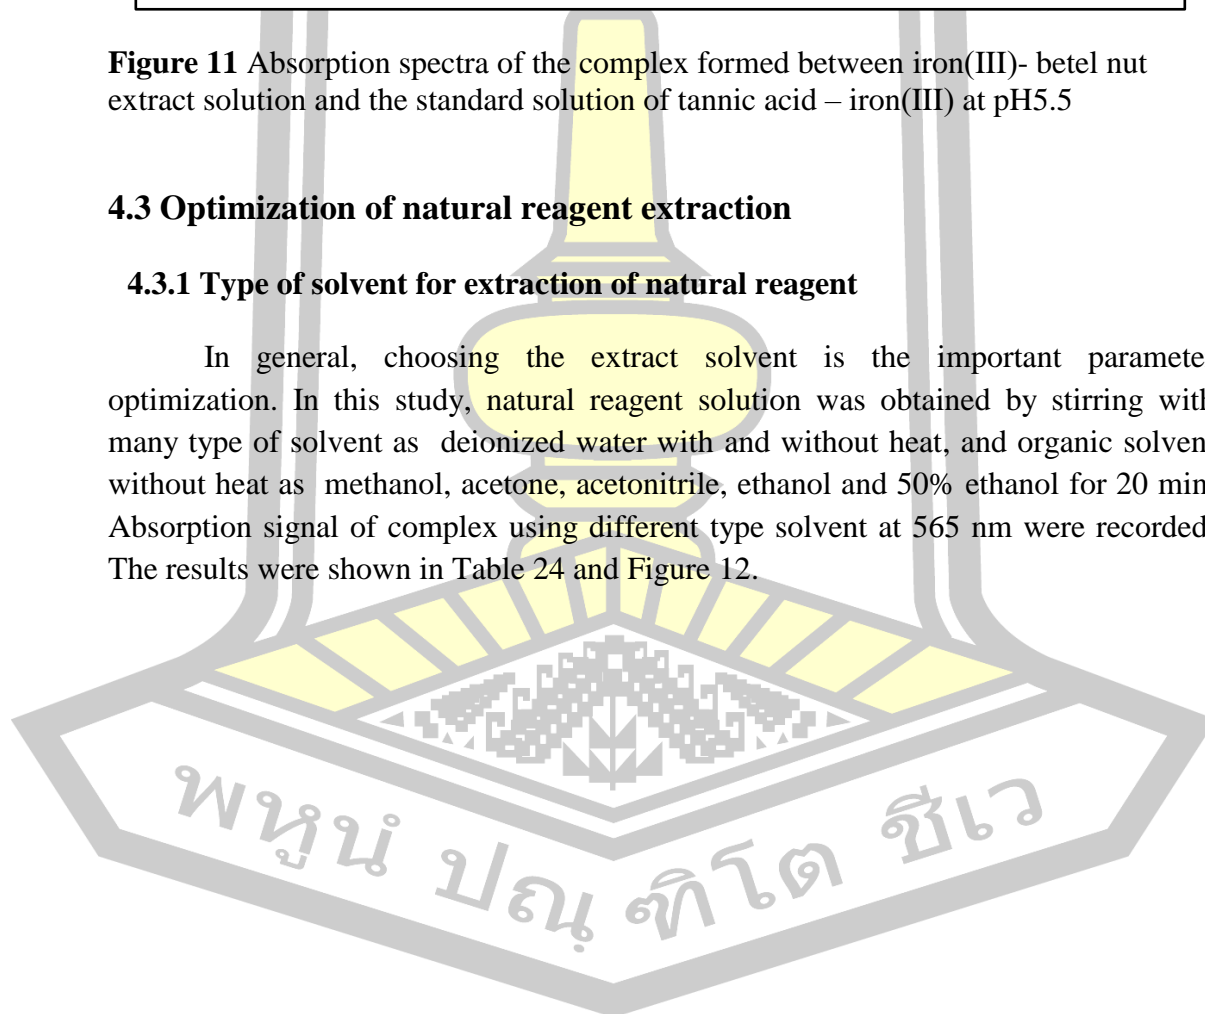 Figure 11 Absorption spectra of the complex formed between iron(III)- betel nut
extract solution and the standard solution of tannic acid – iron(III) at pH5.5
4.3 Optimization of natural reagent extraction
4.3.1 Type of solvent for extraction of natural reagent
In general, choosing the extract solvent is the important paramete
optimization. In this study, natural reagent solution was obtained by stirring with
many type of solvent as deionized water with and without heat, and organic solven
without heat as methanol, acetone, acetonitrile, ethanol and 50% ethanol for 20 min
Absorption signal of complex using different type solvent at 565 nm were recorded
The results were shown in Table 24 and Figure 12.
พหูนํ ปณฺฑิโต ชีเว